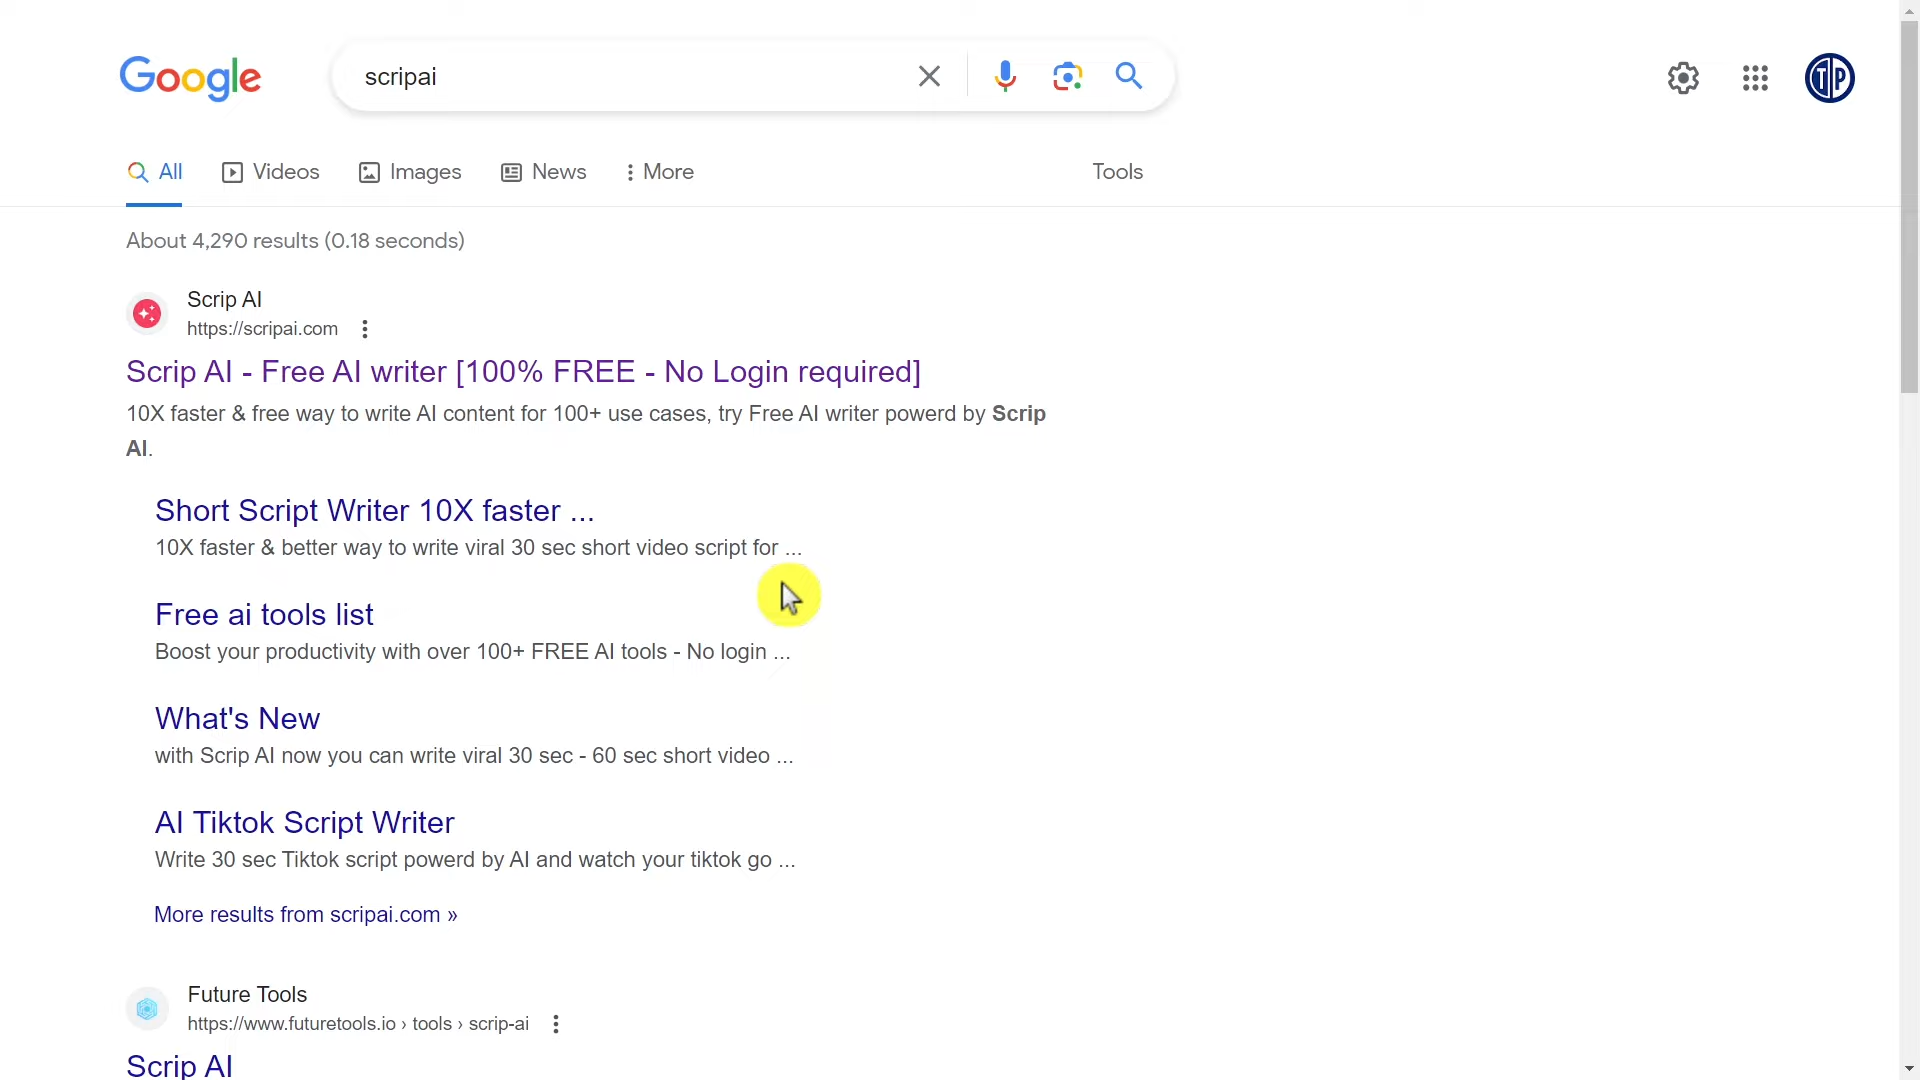 Google
scripai
All
Videos
Images
News
More
Tools
TP
About 4,290 results (0.18 seconds)
Scrip AI
https://scripai.com
Scrip AI - Free AI writer [100% FREE - No Login required]
10X faster & free way to write AI content for 100+ use cases, try Free AI writer powerd by Scrip
AI.
Short Script Writer 10X faster ...
10X faster & better way to write viral 30 sec short video script for ...
Free ai tools list
Boost your productivity with over 100+ FREE AI tools - No login ...
What's New
with Scrip AI now you can write viral 30 sec - 60 sec short video ...
AI Tiktok Script Writer
Write 30 sec Tiktok script powerd by AI and watch your tiktok go ...
More results from scripai.com »
Future Tools
https://www.futuretools.io › tools › scrip-ai
Scrip AI